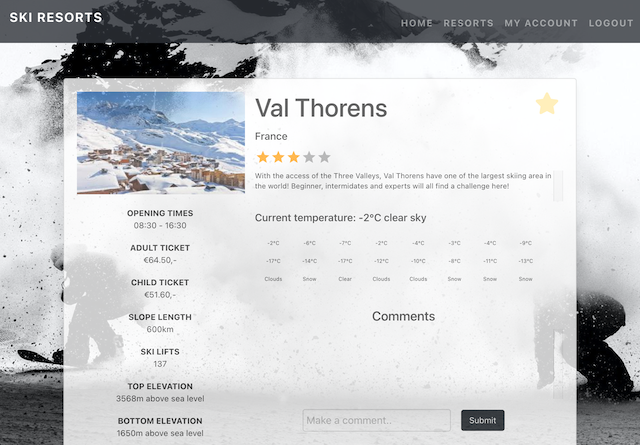 SKI RESORTS
HOME RESORTS MY ACCOUNT LOGOUT
Val Thorens
France
With the access of the Three Valleys, Val Thorens have one of the largest skiing area in
the world! Beginner, intermidates and experts will all find a challenge here!
OPENING TIMES
08:30 - 16:30
ADULT TICKET
€64.50,-
CHILD TICKET
€51.60,-
SLOPE LENGTH
600km
SKI LIFTS
137
TOP ELEVATION
3568m above sea level
BOTTOM ELEVATION
1650m above sea level
Current temperature: -2°C clear sky
-2°C -6°C -7°C -2°C -4°C -3°C -4°C -9°C
-17°C -14°C -17°C -12°C -10°C -8°C -11°C -13°C
Clouds Snow Clear Clouds Snow Snow Snow Snow
Comments
Make a comment..
Submit